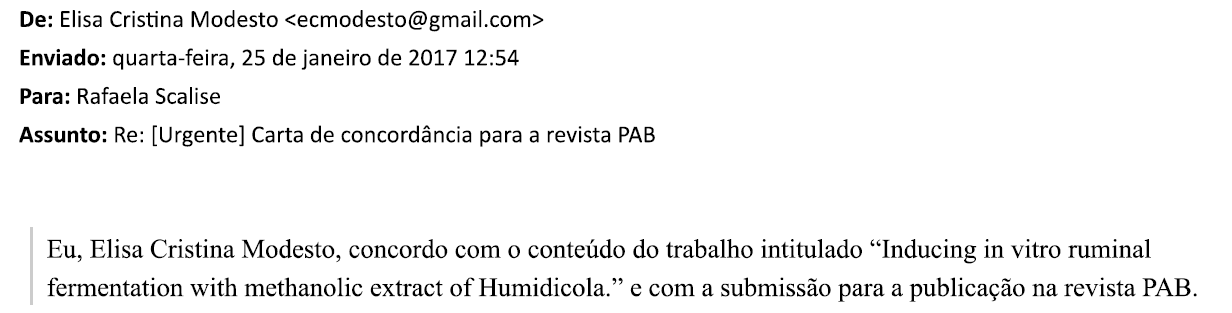 De: Elisa Cristina Modesto <ecmodesto@gmail.com>
Enviado: quarta-feira, 25 de janeiro de 2017 12:54
Para: Rafaela Scalise
Assunto: Re: [Urgente] Carta de concordância para a revista PAB
Eu, Elisa Cristina Modesto, concordo com o conteúdo do trabalho intitulado “Inducing in vitro ruminal
fermentation with methanolic extract of Humidicola.” e com a submissão para a publicação na revista PAB.